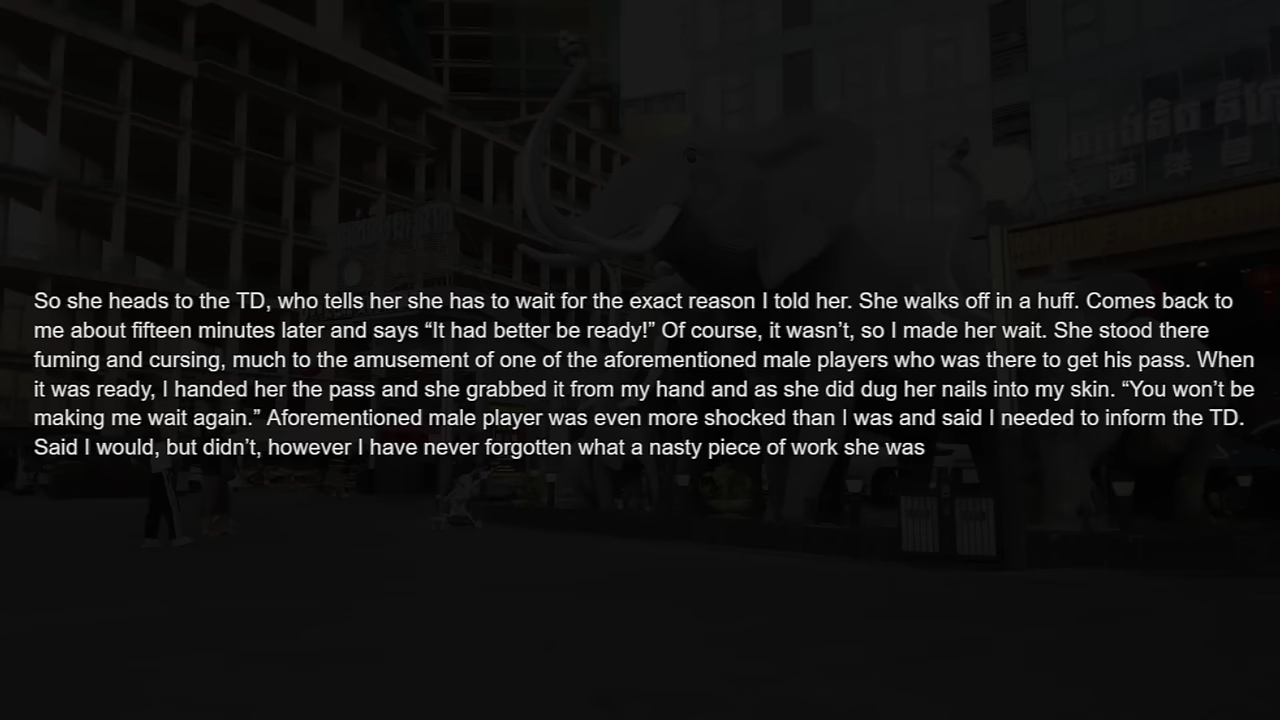 So she heads to the TD, who tells her she has to wait for the exact reason I told her. She walks off in a huff. Comes back to
me about fifteen minutes later and says “It had better be ready!” Of course, it wasn’t, so I made her wait. She stood there
fuming and cursing, much to the amusement of one of the aforementioned male players who was there to get his pass. When
it was ready, I handed her the pass and she grabbed it from my hand and as she did dug her nails into my skin. “You won’t be
making me wait again.” Aforementioned male player was even more shocked than I was and said I needed to inform the TD.
Said I would, but didn’t, however I have never forgotten what a nasty piece of work she was